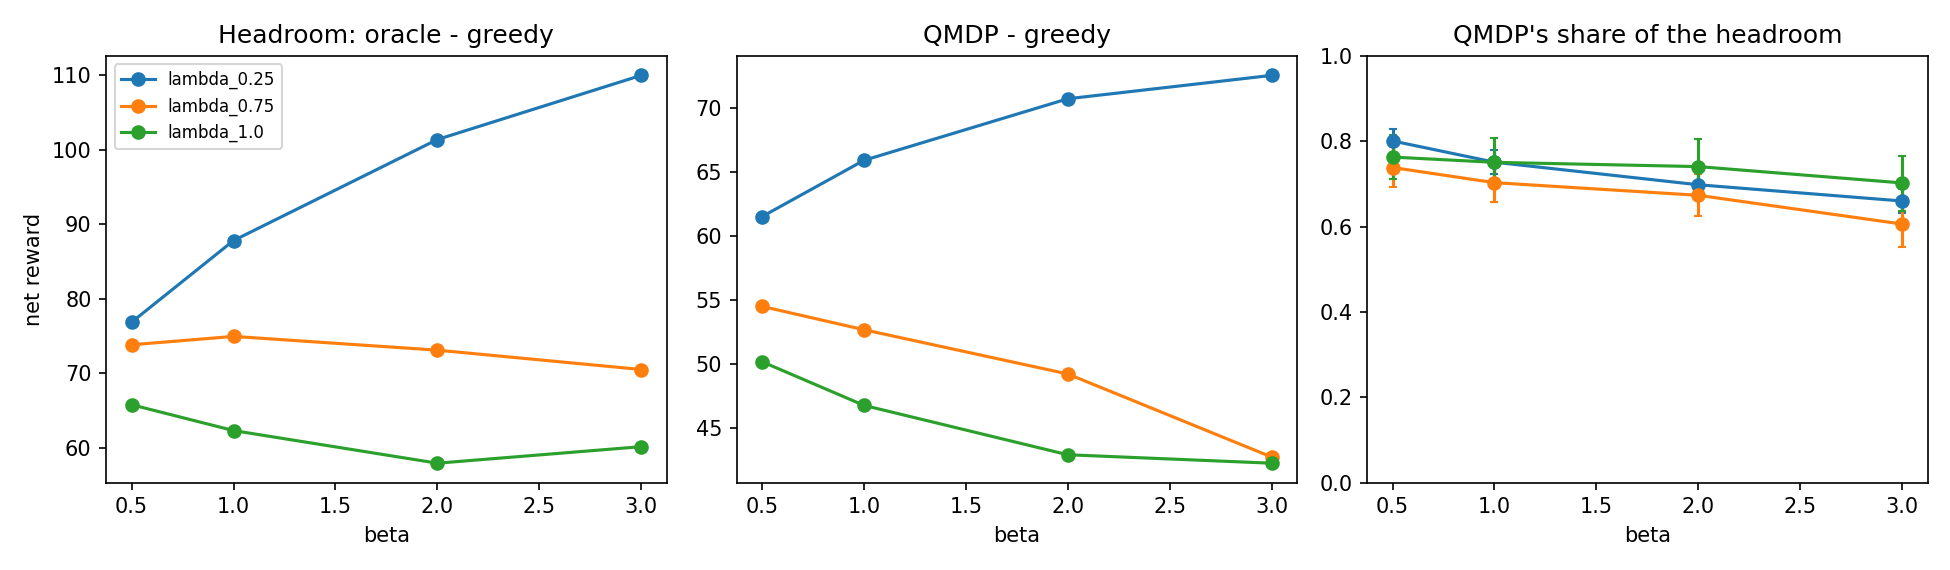 Headroom: oracle - greedy
net reward
110
100
90
80
70
60
lambda_0.25
lambda_0.75
lambda_1.0
0.5 1.0 1.5 2.0 2.5 3.0
beta
QMDP - greedy
70
65
60
55
50
45
0.5 1.0 1.5 2.0 2.5 3.0
beta
QMDP's share of the headroom
1.0
0.8
0.6
0.4
0.2
0.0
0.5 1.0 1.5 2.0 2.5 3.0
beta